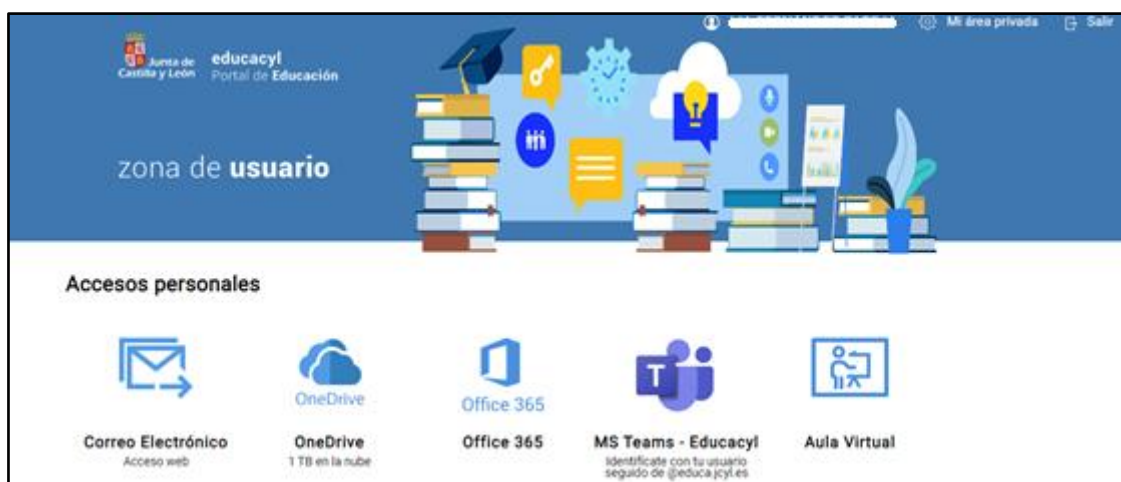 Mi área privada
Salir
Junta de
Castilla y León
educacyl
Portal de Educación
zona de usuario
Accesos personales
OneDrive
Office 365
T
Correo Electrónico
Acceso web
OneDrive
1 TB en la nube
Office 365
MS Teams - Educacyl
Identifícate con tu usuario
seguido de @educa.jcyl.es
Aula Virtual